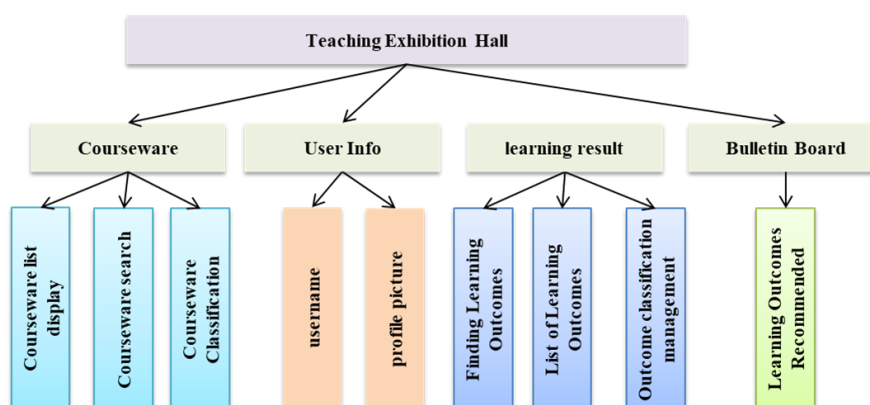 Teaching Exhibition Hall
Courseware
User Info
learning result
Bulletin Board
Courseware list
display
Courseware search
Courseware
Classification
username
profile picture
Finding Learning
Outcomes
List of Learning
Outcomes
Outcome classification
management
Learning Outcomes
Recommended